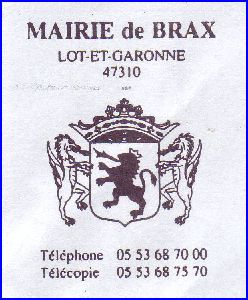 MAIRIE de BRAX
LOT-ET-GARONNE
47310
Téléphone 05 53 68 70 00
Télécopie 05 53 68 75 70